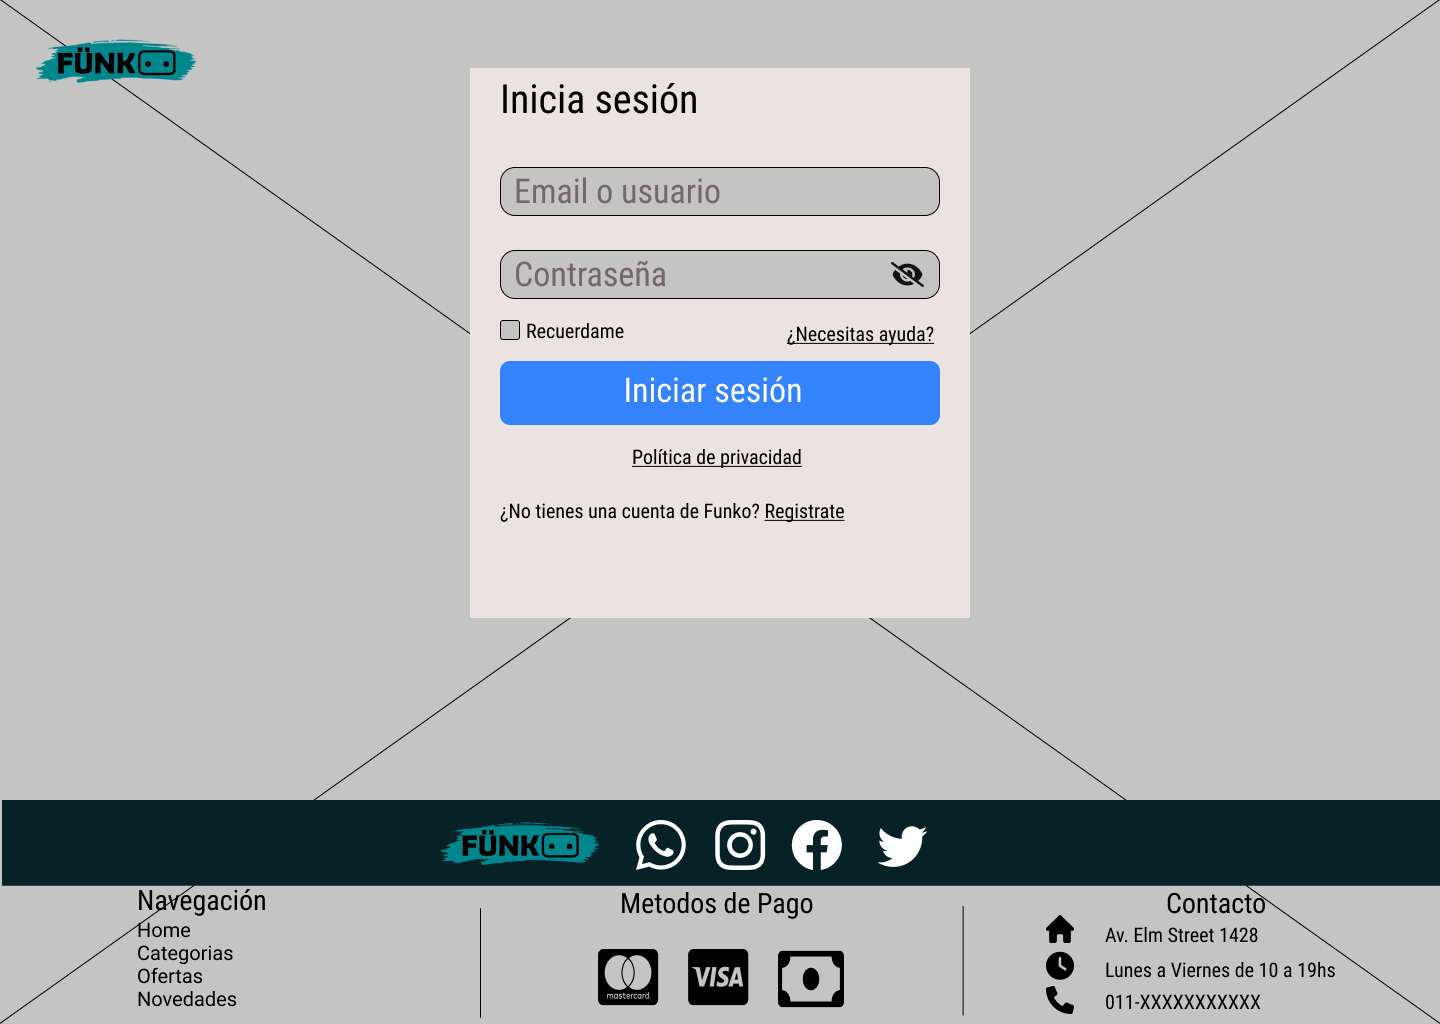 FÜNK
Inicia sesión
Email o usuario
Contraseña
Recuerdame
¿Necesitas ayuda?
Iniciar sesión
Política de privacidad
¿No tienes una cuenta de Funko? Registrate
FÜNK
Navegación
Home
Categorias
Ofertas
Novedades
Metodos de Pago
mastercard
VISA
Contacto
Av. Elm Street 1428
Lunes a Viernes de 10 a 19hs
011-XXXXXXXXXXX